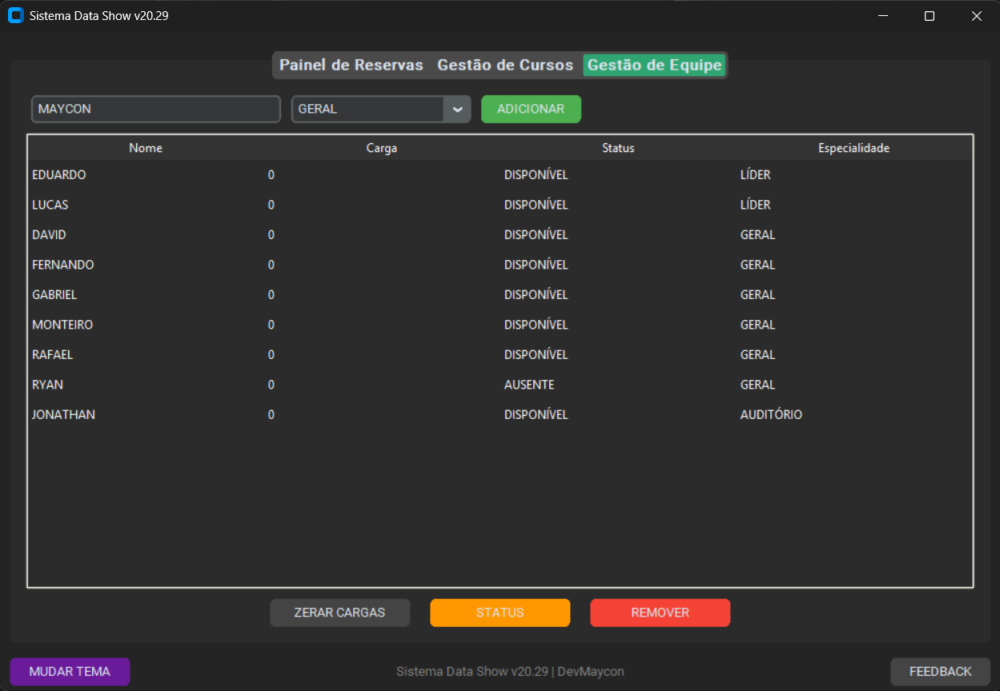 Sistema Data Show v20.29
Painel de Reservas Gestão de Cursos Gestão de Equipe
MAYCON GERAL ADICIONAR
Nome Carga Status Especialidade
EDUARDO 0 DISPONÍVEL LÍDER
LUCAS 0 DISPONÍVEL LÍDER
DAVID 0 DISPONÍVEL GERAL
FERNANDO 0 DISPONÍVEL GERAL
GABRIEL 0 DISPONÍVEL GERAL
MONTEIRO 0 DISPONÍVEL GERAL
RAFAEL 0 DISPONÍVEL GERAL
RYAN 0 AUSENTE GERAL
JONATHAN 0 DISPONÍVEL AUDITÓRIO
ZERAR CARGAS STATUS REMOVER
MUDAR TEMA Sistema Data Show v20.29 | DevMaycon FEEDBACK